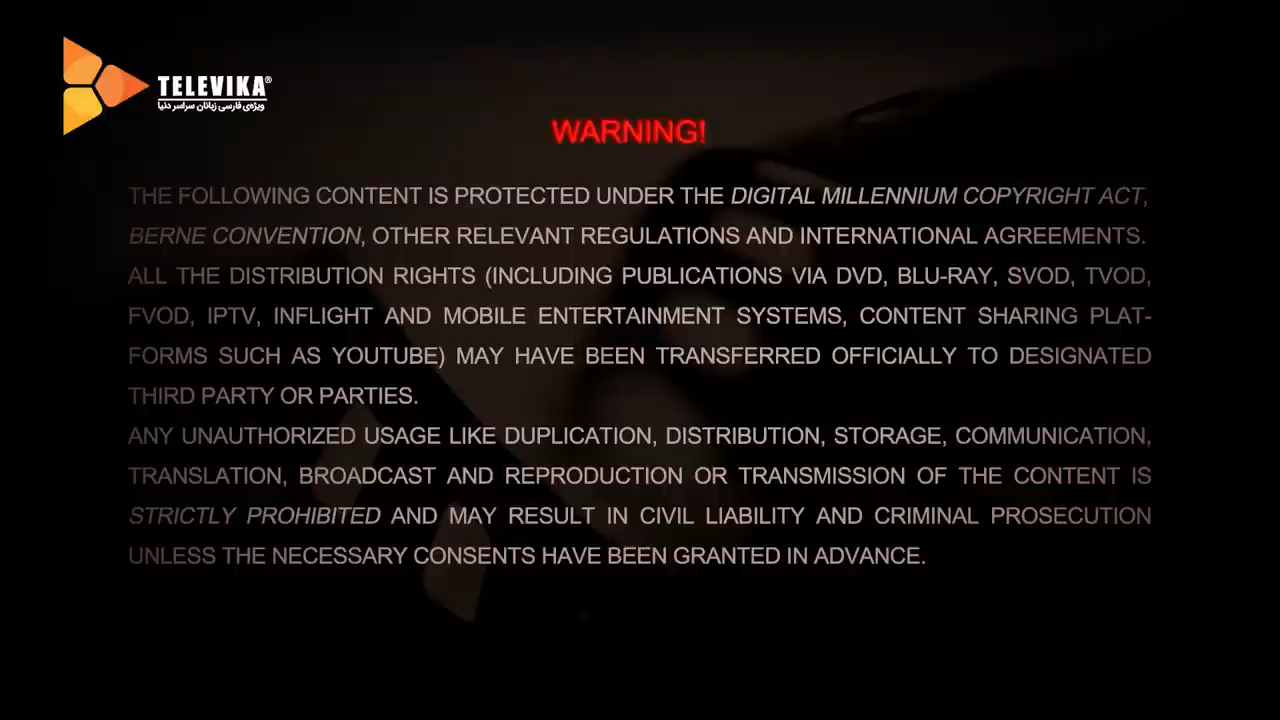 TELEVIKA®
ویژه‌ی فارسی زبانان سراسر دنیا
WARNING!
THE FOLLOWING CONTENT IS PROTECTED UNDER THE DIGITAL MILLENNIUM COPYRIGHT ACT,
BERNE CONVENTION, OTHER RELEVANT REGULATIONS AND INTERNATIONAL AGREEMENTS.
ALL THE DISTRIBUTION RIGHTS (INCLUDING PUBLICATIONS VIA DVD, BLU-RAY, SVOD, TVOD,
FVOD, IPTV, INFLIGHT AND MOBILE ENTERTAINMENT SYSTEMS, CONTENT SHARING PLAT-
FORMS SUCH AS YOUTUBE) MAY HAVE BEEN TRANSFERRED OFFICIALLY TO DESIGNATED
THIRD PARTY OR PARTIES.
ANY UNAUTHORIZED USAGE LIKE DUPLICATION, DISTRIBUTION, STORAGE, COMMUNICATION,
TRANSLATION, BROADCAST AND REPRODUCTION OR TRANSMISSION OF THE CONTENT IS
STRICTLY PROHIBITED AND MAY RESULT IN CIVIL LIABILITY AND CRIMINAL PROSECUTION
UNLESS THE NECESSARY CONSENTS HAVE BEEN GRANTED IN ADVANCE.